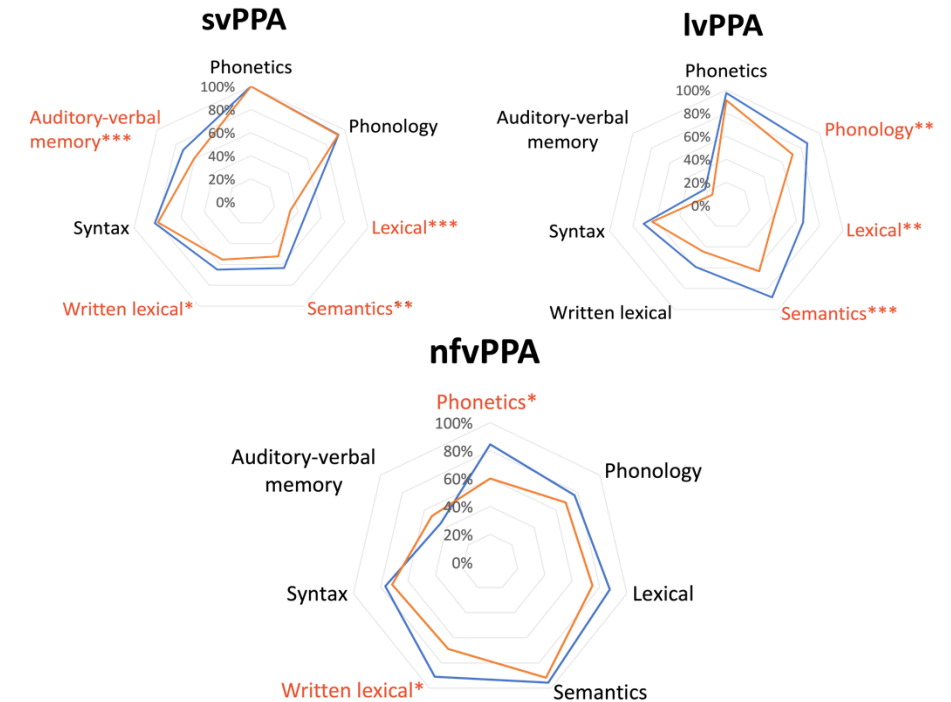 svPPA
Phonetics
100%
80%
60%
40%
20%
0%
Auditory-verbal
memory***
Phonology
Syntax
Lexical***
Written lexical*
Semantics**
lvPPA
Phonetics
100%
80%
60%
40%
20%
0%
Auditory-verbal
memory
Phonology**
Syntax
Lexical**
Written lexical
Semantics***
nfvPPA
Phonetics*
100%
80%
60%
40%
20%
0%
Auditory-verbal
memory
Phonology
Syntax
Lexical
Written lexical*
Semantics